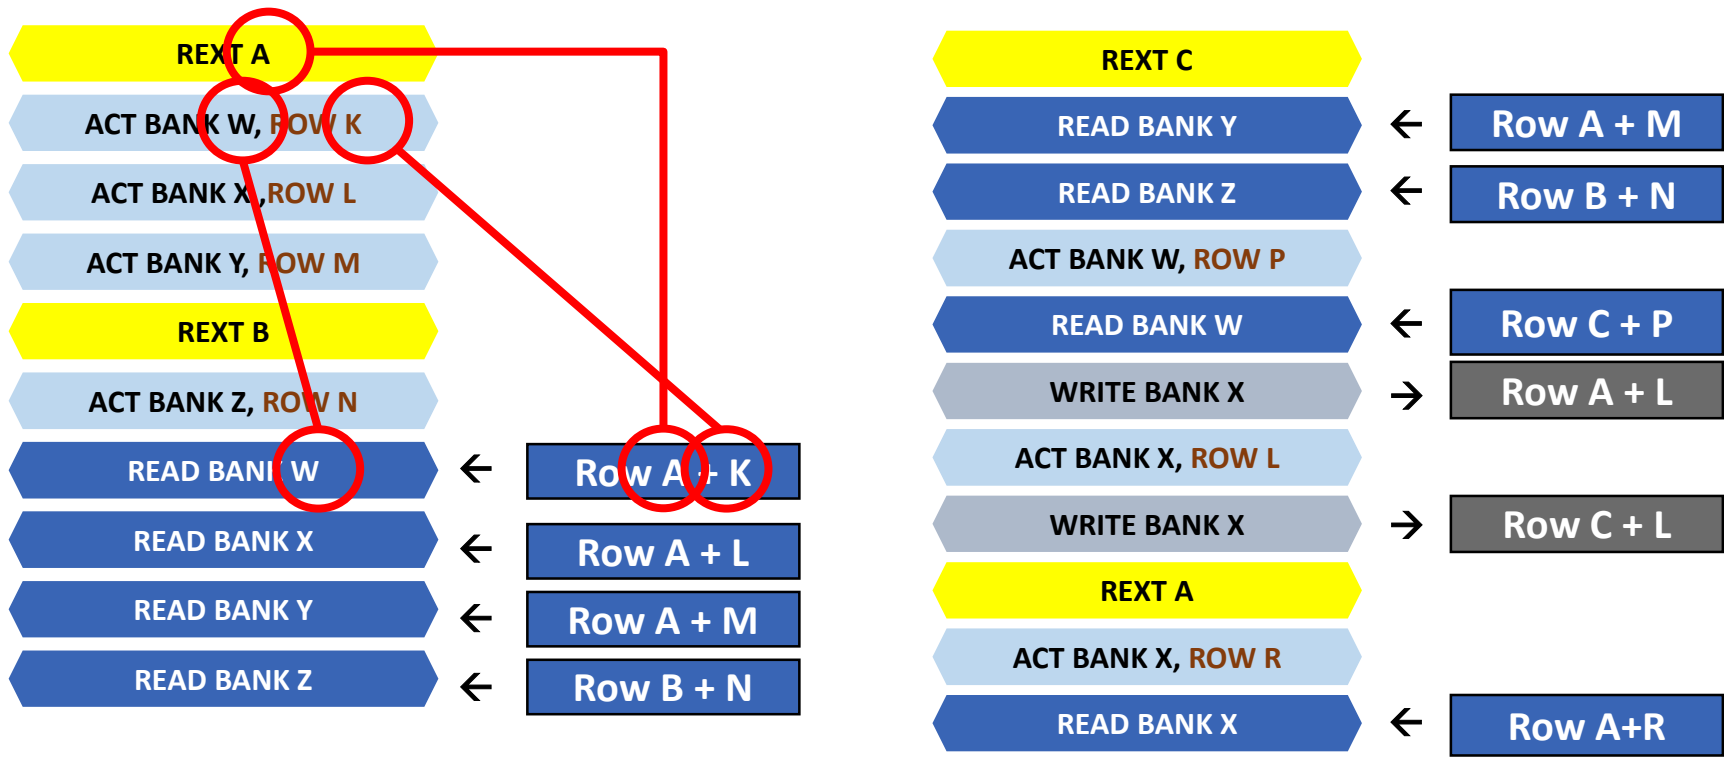 REXT A
ACT BANK W, ROW K
ACT BANK X ,ROW L
ACT BANK Y, ROW M
REXT B
ACT BANK Z, ROW N
READ BANK W
Row A + K
READ BANK X
Row A + L
READ BANK Y
Row A + M
READ BANK Z
Row B + N
REXT C
READ BANK Y
Row A + M
READ BANK Z
Row B + N
ACT BANK W, ROW P
READ BANK W
Row C + P
WRITE BANK X
Row A + L
ACT BANK X, ROW L
WRITE BANK X
Row C + L
REXT A
ACT BANK X, ROW R
READ BANK X
Row A+R